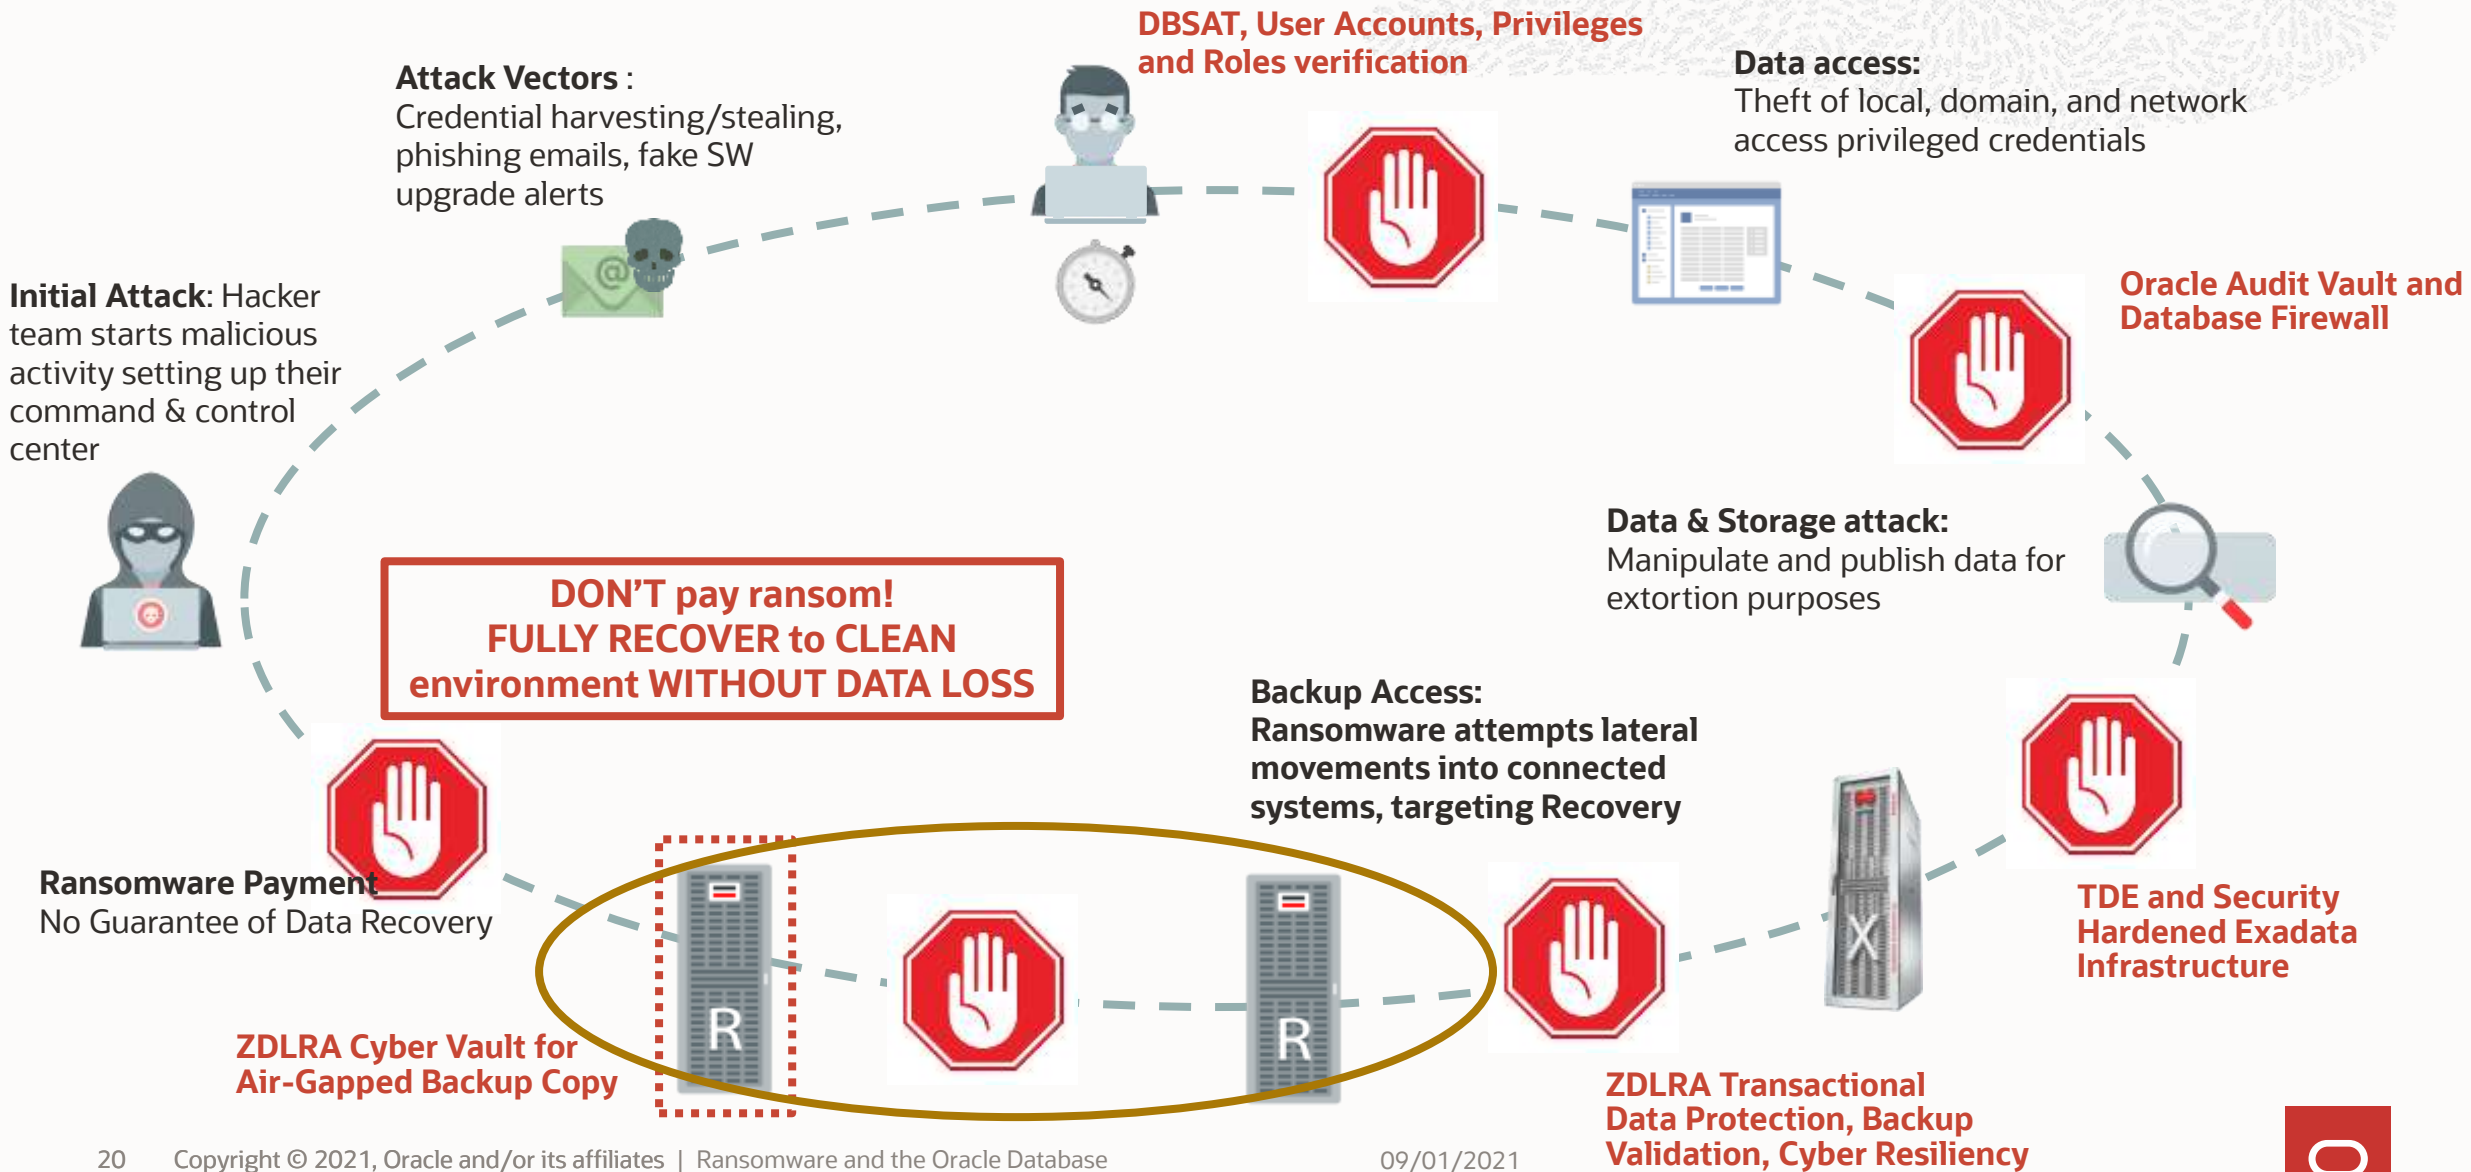 DBSAT, User Accounts, Privileges
and Roles verification
Attack Vectors :
Credential harvesting/stealing,
phishing emails, fake SW
upgrade alerts
Data access:
Theft of local, domain, and network
access privileged credentials
@
Initial Attack: Hacker
team starts malicious
activity setting up their
command & control
center
Oracle Audit Vault and
Database Firewall
Data & Storage attack:
Manipulate and publish data for
extortion purposes
DON'T pay ransom!
FULLY RECOVER to CLEAN
environment WITHOUT DATA LOSS
Backup Access:
Ransomware attempts lateral
movements into connected
systems, targeting Recovery
Ransomware Payment
No Guarantee of Data Recovery
X
TDE and Security
Hardened Exadata
Infrastructure
R
R
ZDLRA Cyber Vault for
Air-Gapped Backup Copy
ZDLRA Transactional
Data Protection, Backup
Validation, Cyber Resiliency
20 Copyright © 2021, Oracle and/or its affiliates | Ransomware and the Oracle Database 09/01/2021